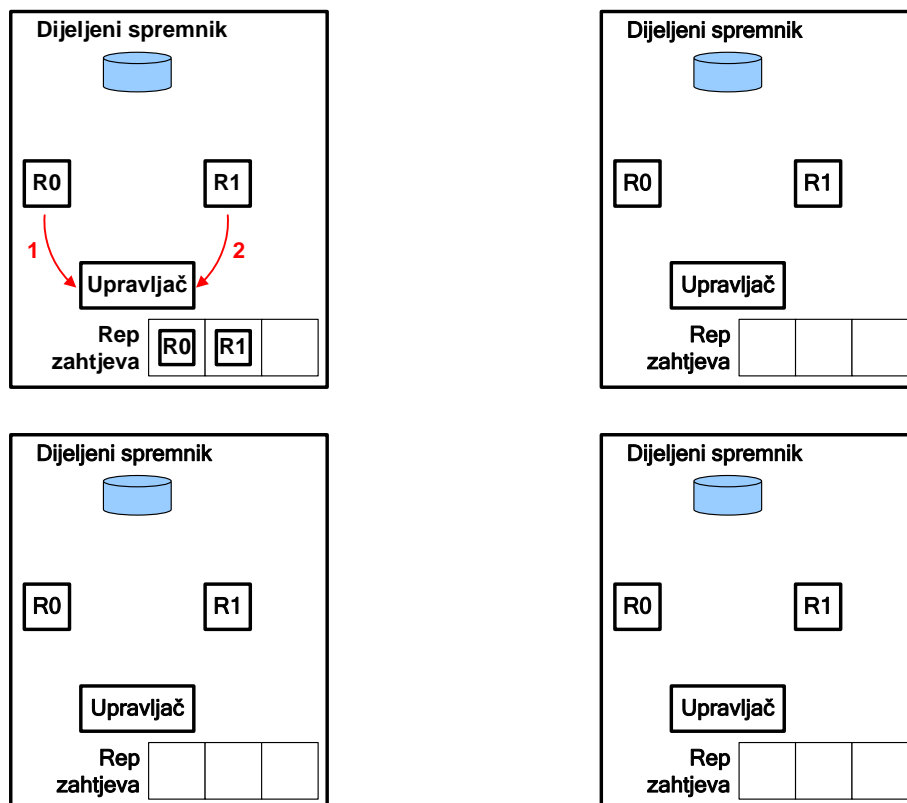 Dijeljeni spremnik
R0
R1
1
2
Upravljač
Rep
zahtjeva
R0
R1
Dijeljeni spremnik
R0
R1
Upravljač
Rep
zahtjeva
Dijeljeni spremnik
R0
R1
Upravljač
Rep
zahtjeva
Dijeljeni spremnik
R0
R1
Upravljač
Rep
zahtjeva